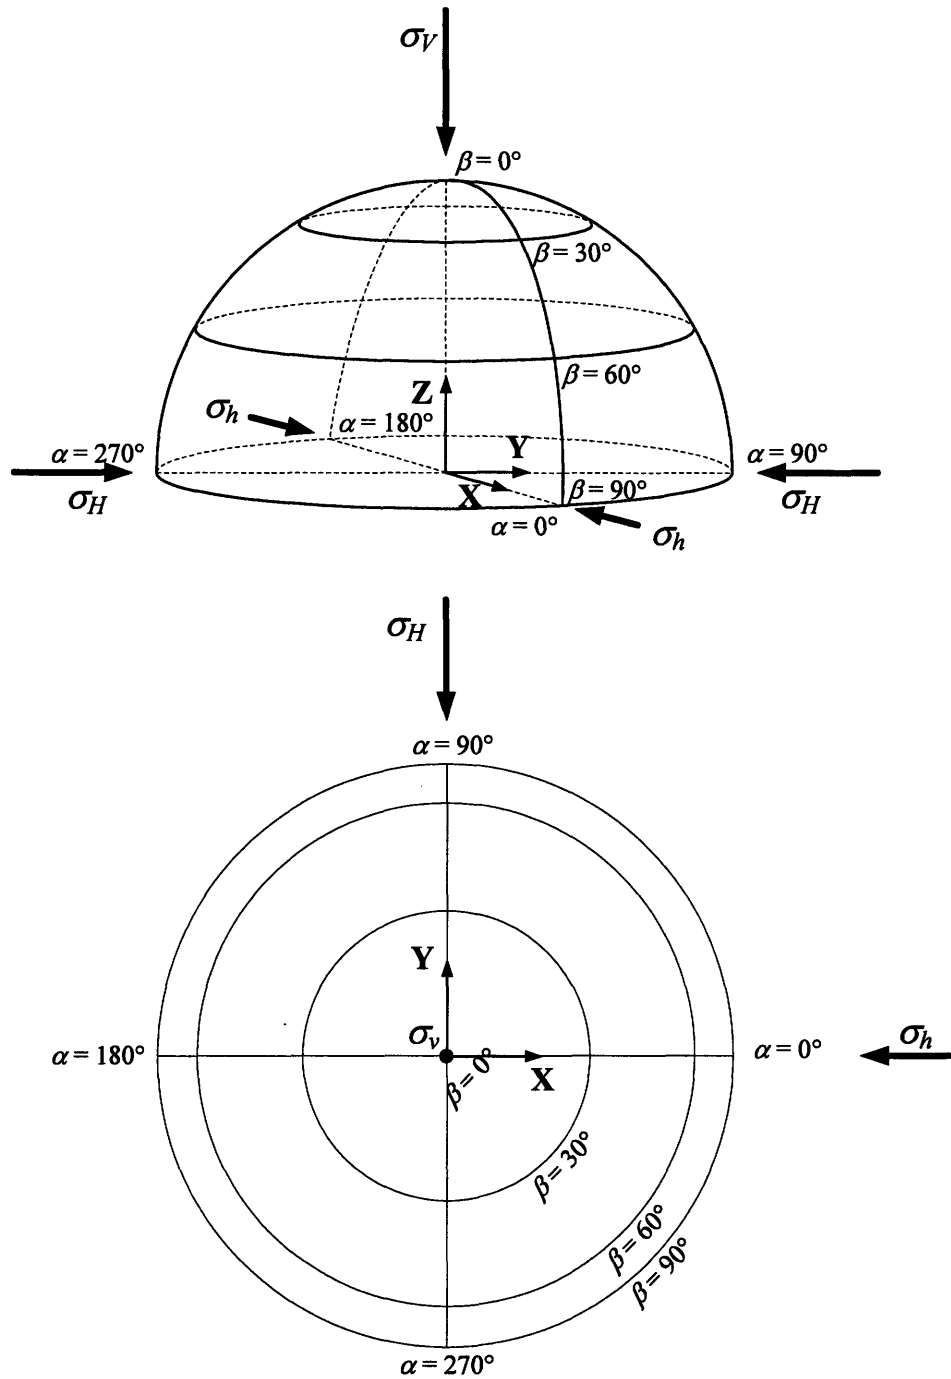 σV
β = 0°
β = 30°
β = 60°
Z
σh
α = 180°
α = 270°
Y
α = 90°
σH
X
β = 90°
σH
α = 0°
σh
σH
α = 90°
Y
σv
α = 180°
β = 0°
X
α = 0°
σh
β = 30°
β = 60°
β = 90°
α = 270°